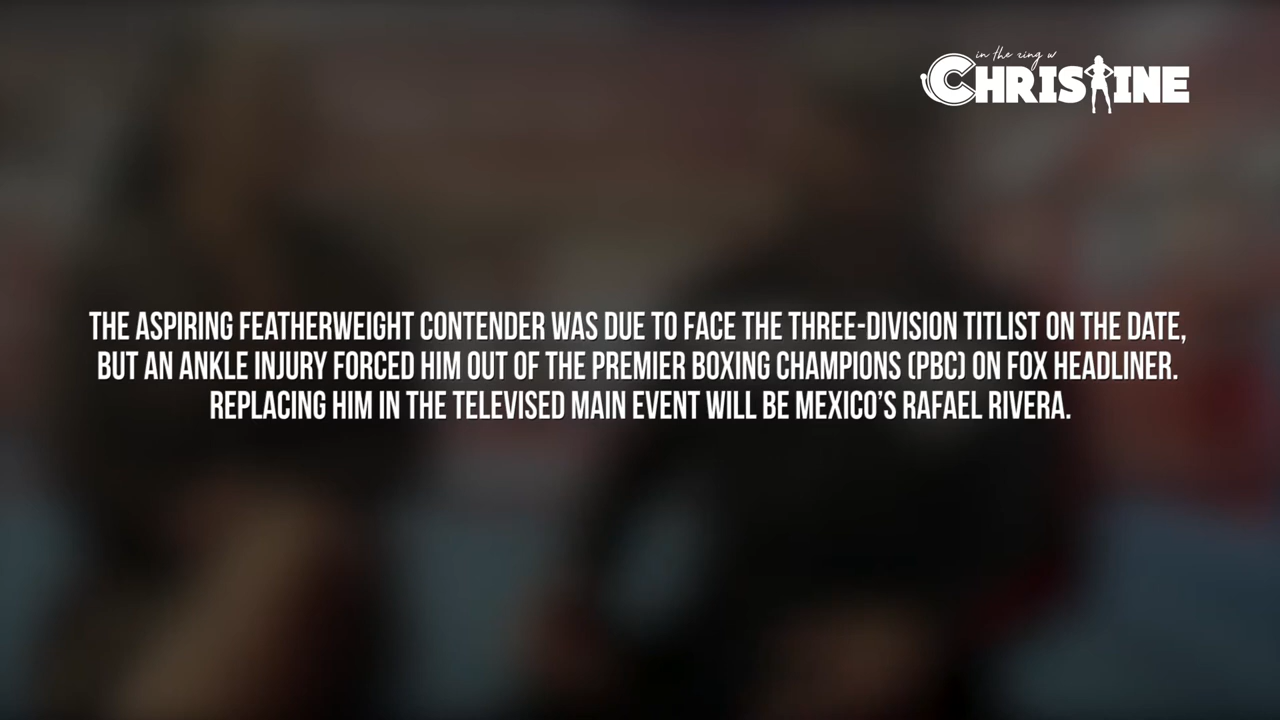 in the ring w
CHRISTINE
THE ASPIRING FEATHERWEIGHT CONTENDER WAS DUE TO FACE THE THREE-DIVISION TITLIST ON THE DATE,
BUT AN ANKLE INJURY FORCED HIM OUT OF THE PREMIER BOXING CHAMPIONS (PBC) ON FOX HEADLINER.
REPLACING HIM IN THE TELEVISED MAIN EVENT WILL BE MEXICO’S RAFAEL RIVERA.